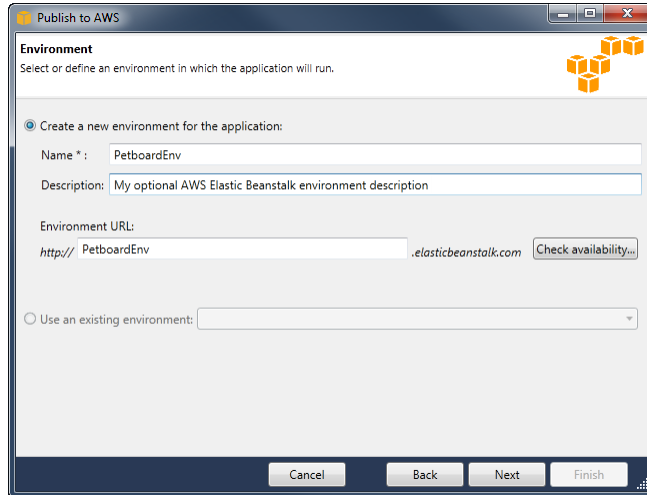 Publish to AWS
Environment
Select or define an environment in which the application will run.
Create a new environment for the application:
Name * : PetboardEnv
Description: My optional AWS Elastic Beanstalk environment description
Environment URL:
http:// PetboardEnv .elasticbeanstalk.com Check availability...
Use an existing environment:
Cancel Back Next Finish